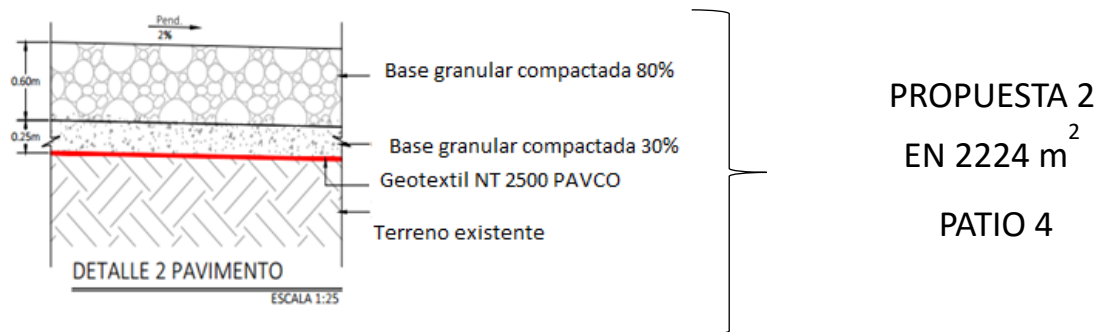 Pend.
2%
0.60m
Base granular compactada 80%
0.25m
Base granular compactada 30%
Geotextil NT 2500 PAVCO
Terreno existente
DETALLE 2 PAVIMENTO
ESCALA 1:25
PROPUESTA 2
EN 2224 m²
PATIO 4